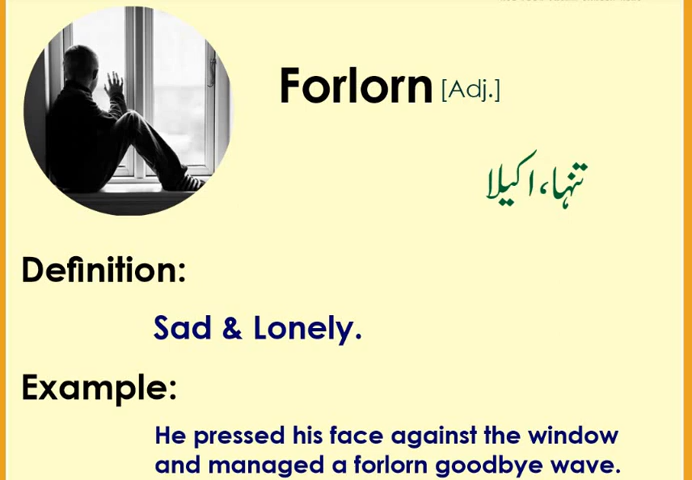 Forlorn [Adj.]
تنہا، اکیلا
Definition:
Sad & Lonely.
Example:
He pressed his face against the window
and managed a forlorn goodbye wave.